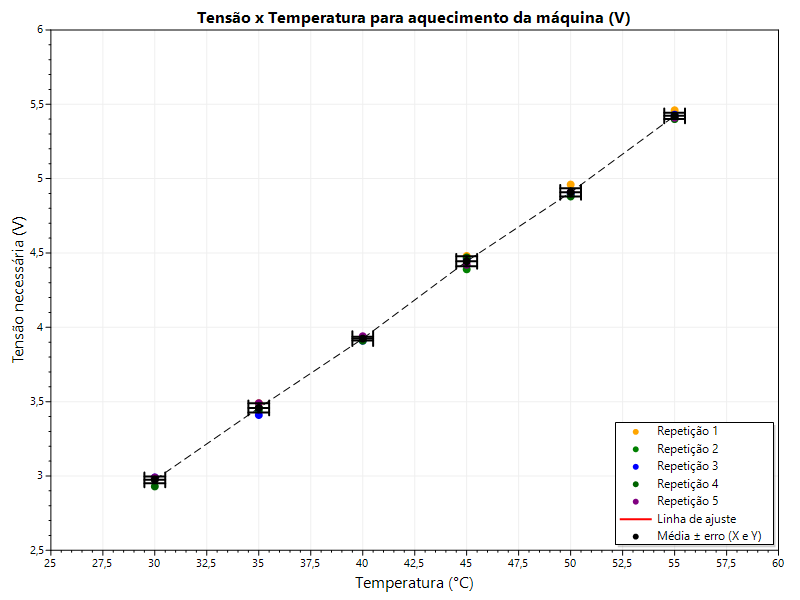 Tensão x Temperatura para aquecimento da máquina (V)
6
5,5
5
4,5
4
3,5
3
2,5
Tensão necessária (V)
25 27,5 30 32,5 35 37,5 40 42,5 45 47,5 50 52,5 55 57,5 60
Temperatura (°C)
Repetição 1
Repetição 2
Repetição 3
Repetição 4
Repetição 5
Linha de ajuste
Média ± erro (X e Y)